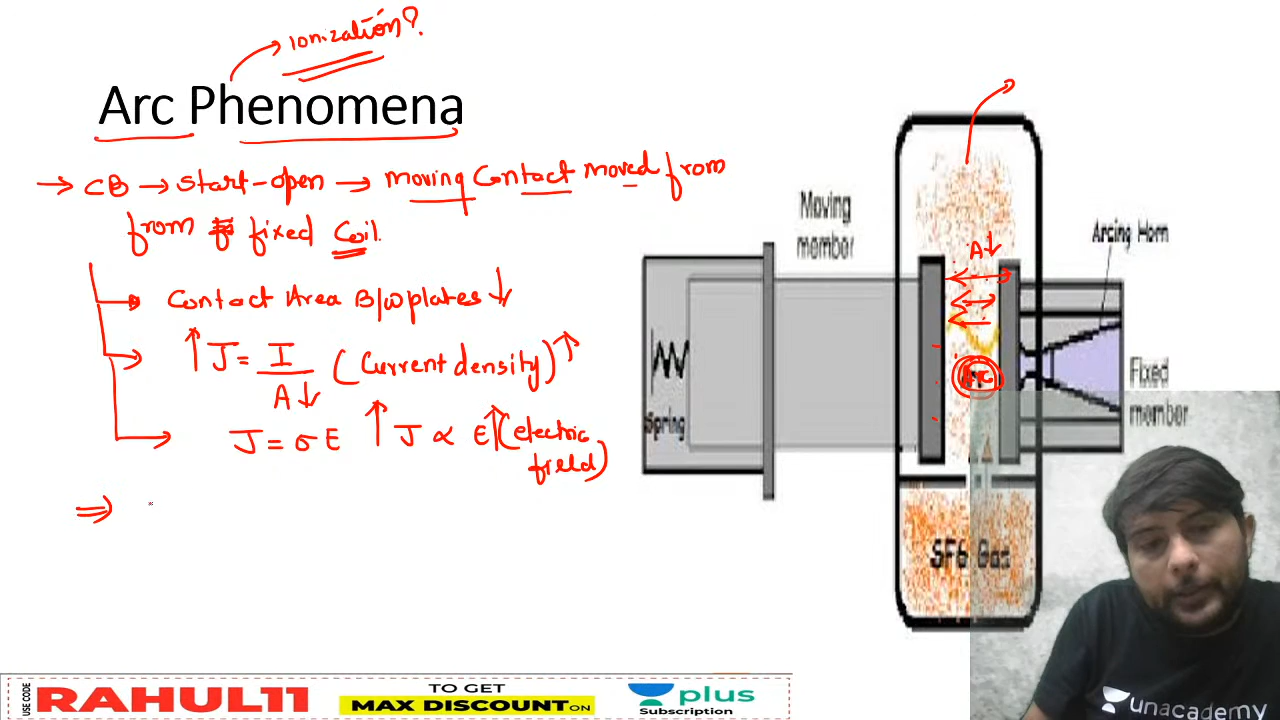 ionization?
Arc Phenomena
→ CB → start-open → moving Contact moved from
from fixed Coil.
Contact Area B/w plates ↓
↑ J = I / A↓ (Current density) ↑
J = σ E ↑ J ∝ E↑ (electric field)
⇒
Moving
member
A↓
Arcing Horn
Arc
Spring
Fixed
member
SF6 Gas
USE CODE
RAHUL11
TO GET
MAX DISCOUNT ON
plus
Subscription
unacademy